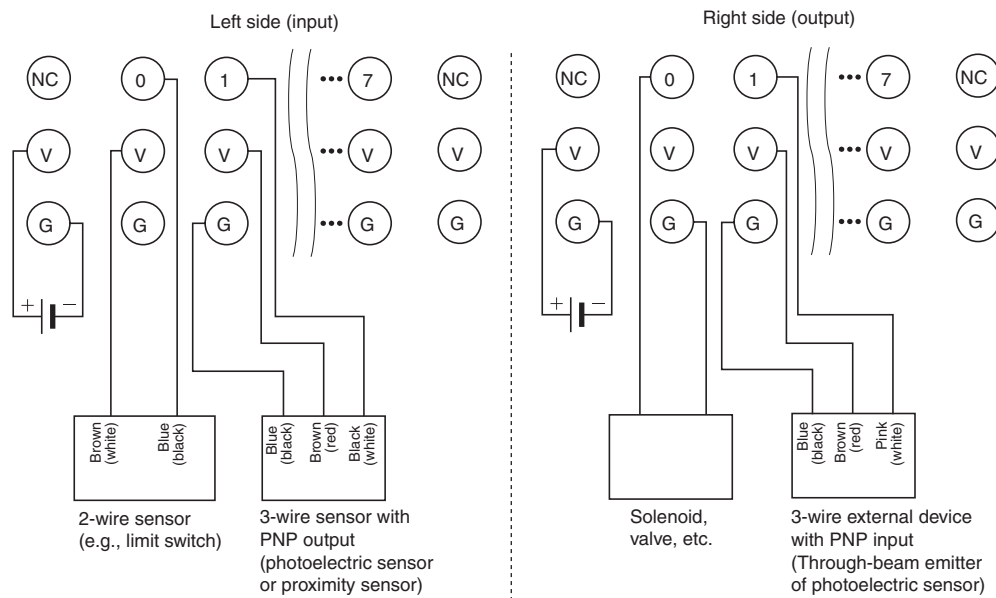 Left side (input)
NC 0 1 ••• 7 NC
V V V ••• V V
G G G ••• G G
+ −
Brown (white)
Blue (black)
Blue (black)
Brown (red)
Black (white)
2-wire sensor
(e.g., limit switch)
3-wire sensor with
PNP output
(photoelectric sensor
or proximity sensor)
Right side (output)
NC 0 1 ••• 7 NC
V V V ••• V V
G G G ••• G G
+ −
Blue (black)
Brown (red)
Pink (white)
Solenoid,
valve, etc.
3-wire external device
with PNP input
(Through-beam emitter
of photoelectric sensor)